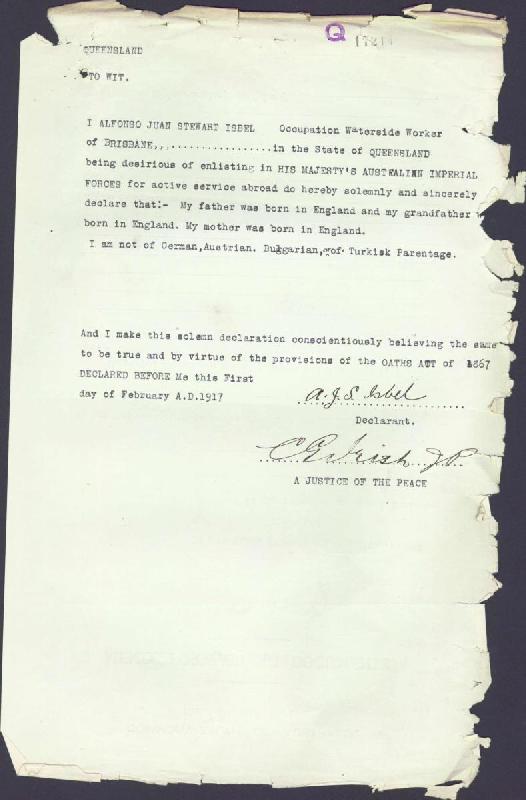 Q
QUEENSLAND
TO WIT.
I ALFONSO JUAN STEWART ISBEL Occupation Waterside Worker
of BRISBANE,,,...................in the State of QUEENSLAND
being desirious of enlisting in HIS MAJESTY'S AUSTRALIAN IMPERIAL
FORCES for active service abroad do hereby solemnly and sincerely
declare that:- My father was born in England and my grandfather
born in England. My mother was born in England.
I am not of German,Austrian. Bulgarian, of Turkisk Parentage.
And I make this solemn declaration conscientiously believing the same
to be true and by virtue of the provisions of the OATHS ACT of 1867
DECLARED BEFORE Me this First
day of February A.D.1917
A.J.S. Isbel
Declarant.
J.P.
A JUSTICE OF THE PEACE